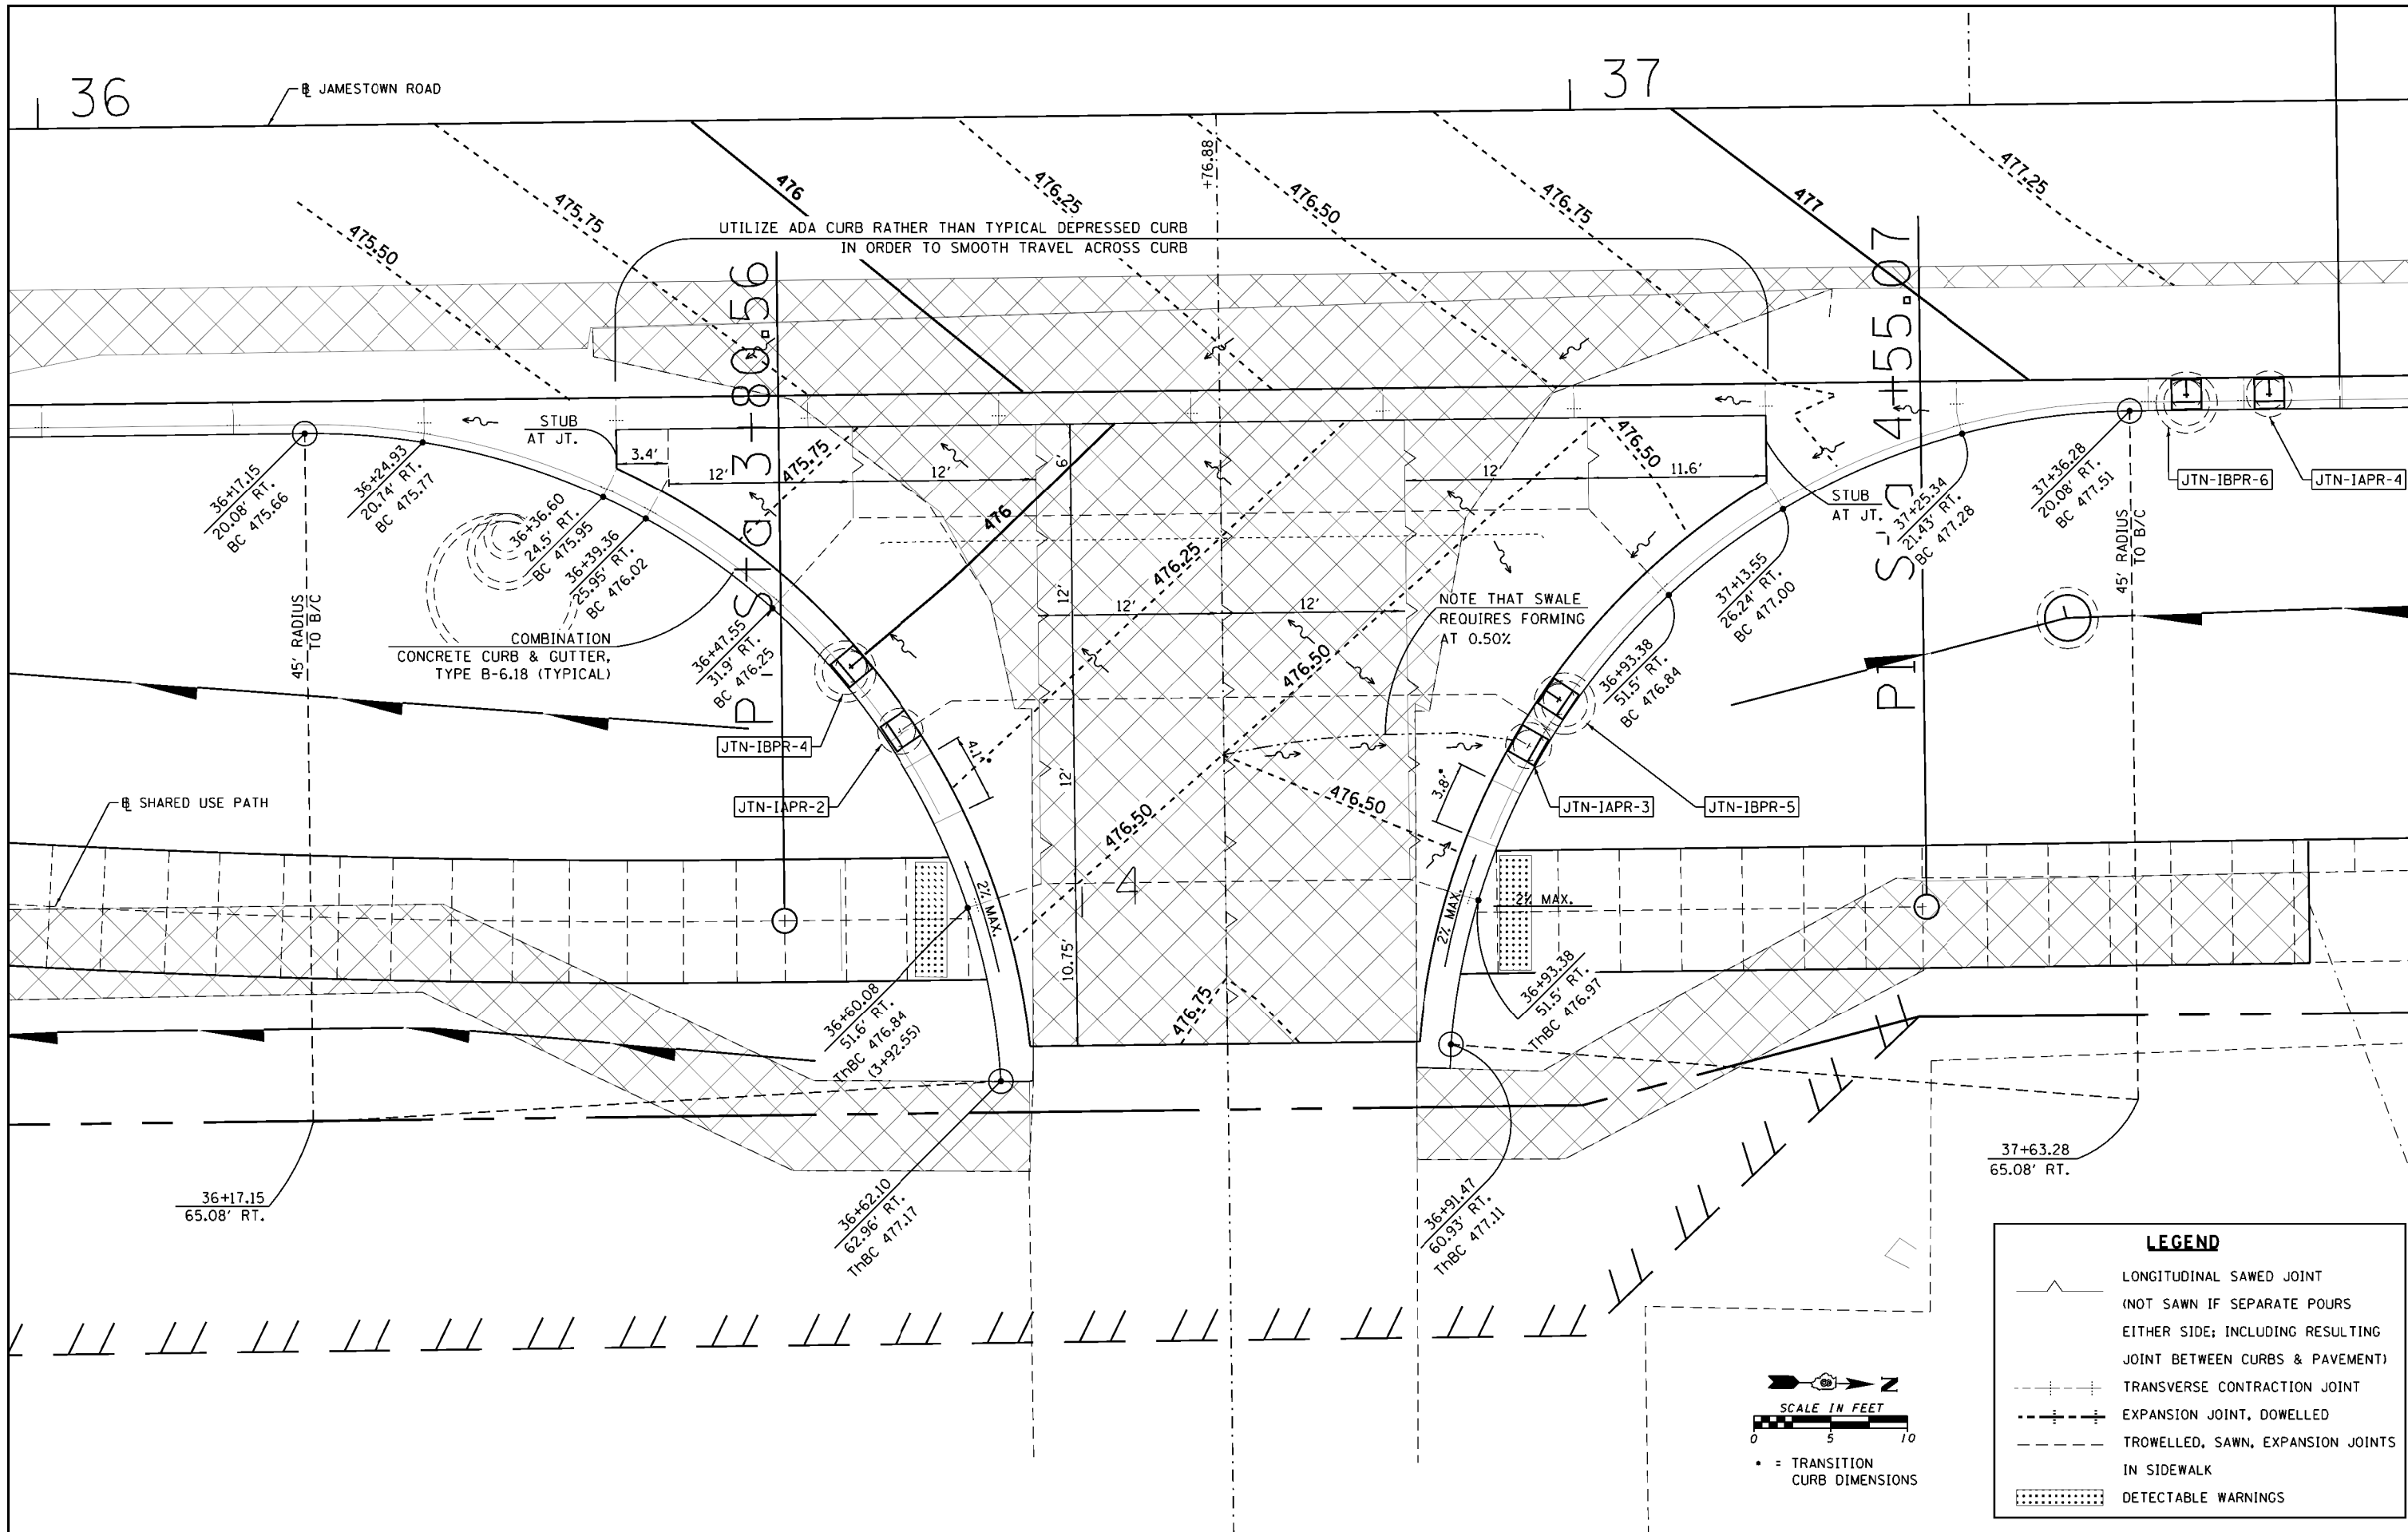 36
℄ JAMESTOWN ROAD
37
475.50
475.75
476
476.25
+76.88
476.50
476.75
477
477.25
UTILIZE ADA CURB RATHER THAN TYPICAL DEPRESSED CURB
IN ORDER TO SMOOTH TRAVEL ACROSS CURB
4+55.07
STUB
AT JT.
3.4'
12'
475.75
12'
6'
12'
476.50
11.6'
STUB
AT JT.
36+17.15
20.08' RT.
BC 475.66
36+24.93
20.74' RT.
BC 475.77
36+36.60
24.5' RT.
BC 475.95
36+39.36
25.95' RT.
BC 476.02
36+47.55
31.9' RT.
BC 476.25
476
476.25
476.50
12'
12'
12'
12'
NOTE THAT SWALE
REQUIRES FORMING
AT 0.50%
36+93.38
51.5' RT.
BC 476.84
37+13.55
26.24' RT.
BC 477.00
37+25.34
21.43' RT.
BC 477.28
37+36.28
20.08' RT.
BC 477.51
JTN-IBPR-6
JTN-IAPR-4
45' RADIUS
TO B/C
45' RADIUS
TO B/C
COMBINATION
CONCRETE CURB & GUTTER,
TYPE B-6.18 (TYPICAL)
JTN-IBPR-4
JTN-IAPR-2
4.1'*
476.50
476.50
3.8'*
JTN-IAPR-3
JTN-IBPR-5
℄ SHARED USE PATH
2% MAX.
4
10.75'
476.75
2% MAX.
2% MAX.
36+60.08
51.6' RT.
ThBC 476.84
(3+92.55)
36+93.38
51.5' RT.
ThBC 476.97
36+17.15
65.08' RT.
36+62.10
62.96' RT.
ThBC 477.17
36+91.47
60.93' RT.
ThBC 477.11
37+63.28
65.08' RT.
N
SCALE IN FEET
0 5 10
* = TRANSITION
CURB DIMENSIONS
LEGEND
LONGITUDINAL SAWED JOINT
(NOT SAWN IF SEPARATE POURS
EITHER SIDE; INCLUDING RESULTING
JOINT BETWEEN CURBS & PAVEMENT)
TRANSVERSE CONTRACTION JOINT
EXPANSION JOINT, DOWELLED
TROWELLED, SAWN, EXPANSION JOINTS
IN SIDEWALK
DETECTABLE WARNINGS